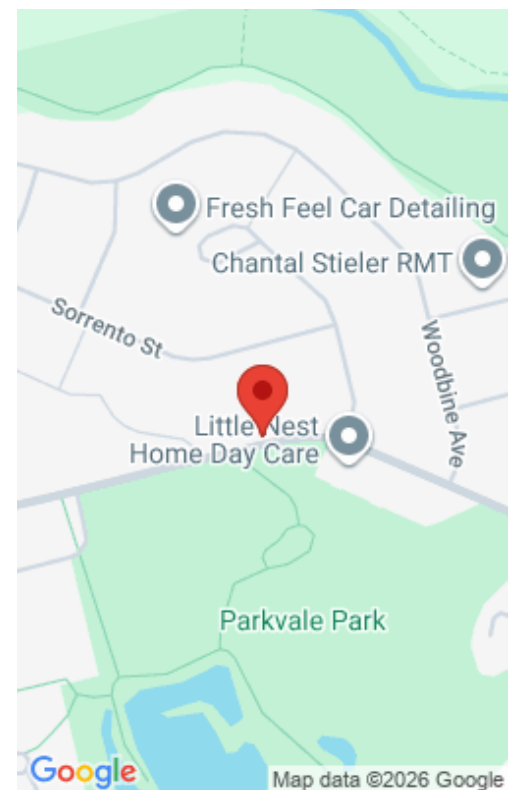 Fresh Feel Car Detailing
Chantal Stieler RMT
Sorrento St
Woodbine Ave
Little Nest
Home Day Care
Parkvale Park
Google
Map data ©2026 Google